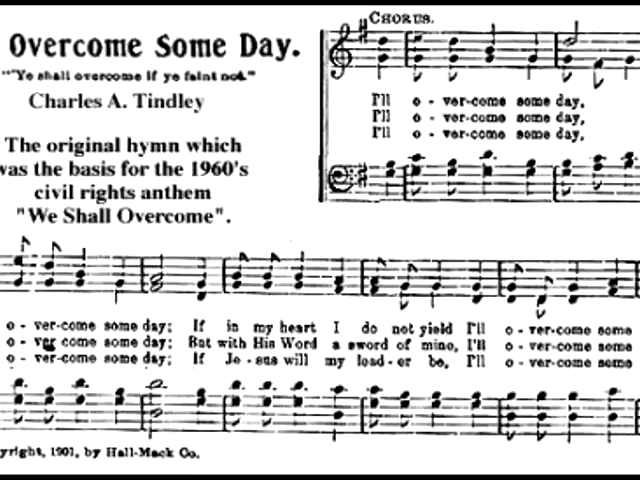 Overcome Some Day.
"Ye shall overcome if ye faint not."
Charles A. Tindley
The original hymn which
was the basis for the 1960's
civil rights anthem
"We Shall Overcome".
CHORUS.
I'll o - ver-come some day,
I'll o - ver-come some day,
I'll o - ver-come some day,
o - ver-come some day; If in my heart I do not yield I'll o - ver-come some
o - ver come some day; But with His Word a sword of mine, I'll o - ver-come some
o - ver-come some day; If Je - sus will my lead - er be, I'll o - ver-come some
yright, 1901, by Hall-Mack Co.